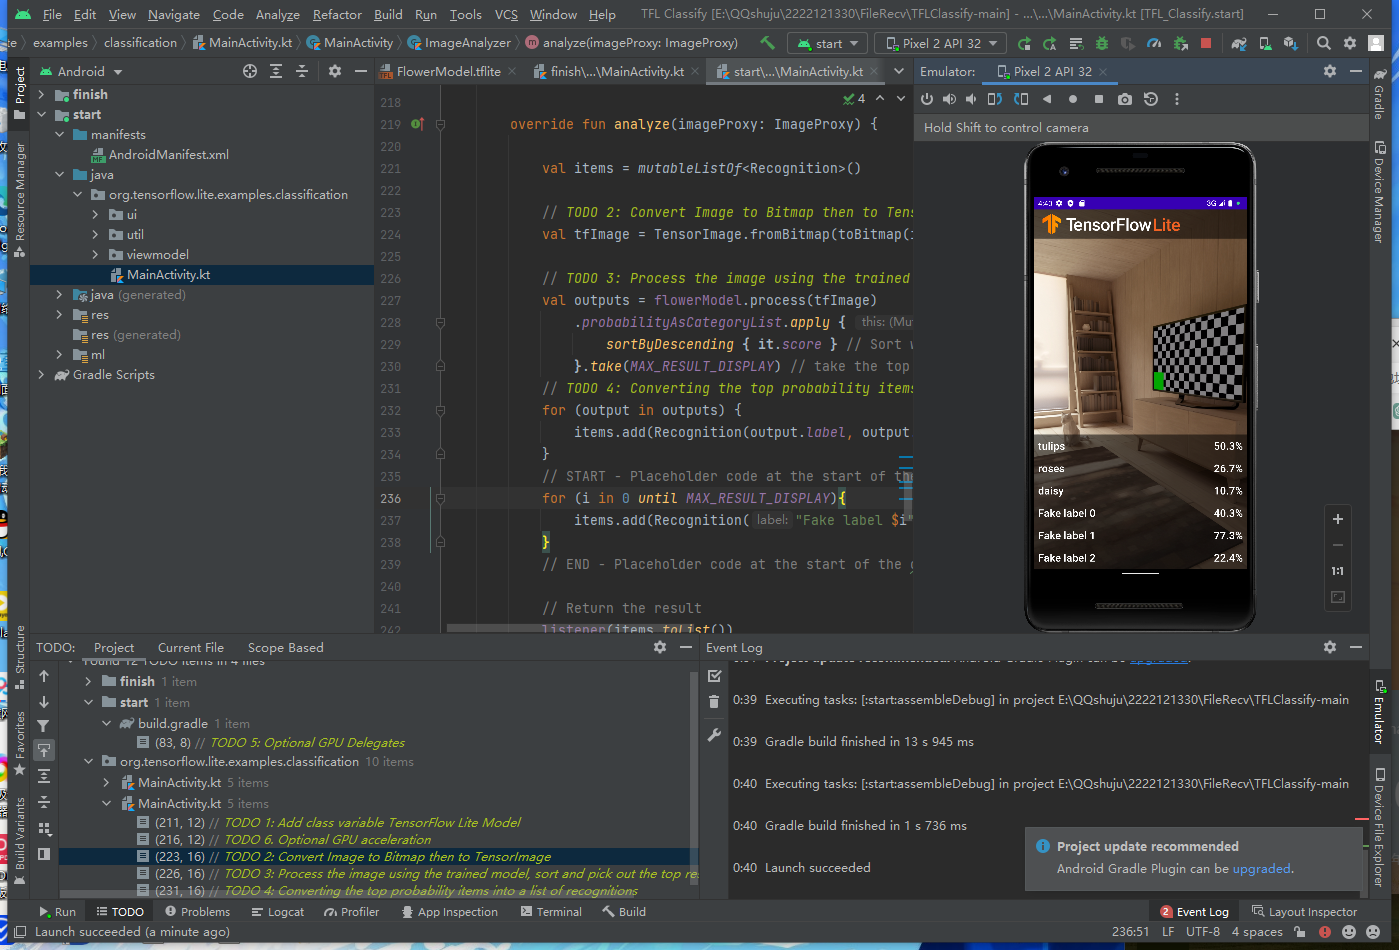 File Edit View Navigate Code Analyze Refactor Build Run Tools VCS Window Help TFL Classify [E:\QQshuju\2222121330\FileRecv\TFLClassify-main] - ...\...\MainActivity.kt [TFL_Classify.start]
examples classification MainActivity.kt MainActivity ImageAnalyzer analyze(imageProxy: ImageProxy) start Pixel 2 API 32
Project
Resource Manager
Structure
Favorites
Build Variants
Android
finish
start
manifests
AndroidManifest.xml
java
org.tensorflow.lite.examples.classification
ui
util
viewmodel
MainActivity.kt
java (generated)
res
res (generated)
ml
Gradle Scripts
FlowerModel.tflite finish\...\MainActivity.kt start\...\MainActivity.kt
4
218
219 override fun analyze(imageProxy: ImageProxy) {
220
221 val items = mutableListOf<Recognition>()
222
223 // TODO 2: Convert Image to Bitmap then to Tens
224 val tfImage = TensorImage.fromBitmap(toBitmap(i
225
226 // TODO 3: Process the image using the trained
227 val outputs = flowerModel.process(tfImage)
228 .probabilityAsCategoryList.apply { this: (Mut
229 sortByDescending { it.score } // Sort w
230 }.take(MAX_RESULT_DISPLAY) // take the top
231 // TODO 4: Converting the top probability items
232 for (output in outputs) {
233 items.add(Recognition(output.label, output
234 }
235 // START - Placeholder code at the start of the
236 for (i in 0 until MAX_RESULT_DISPLAY){
237 items.add(Recognition( label: "Fake label $i"
238 }
239 // END - Placeholder code at the start of the
240
241 // Return the result
242 listener(items.toList())
Emulator: Pixel 2 API 32
Hold Shift to control camera
4:40 3G
TensorFlow Lite
tulips 50.3%
roses 26.7%
daisy 10.7%
Fake label 0 40.3%
Fake label 1 77.3%
Fake label 2 22.4%
1:1
Gradle
Device Manager
Emulator
Device File Explorer
TODO: Project Current File Scope Based
Found 12 TODO items in 4 files
finish 1 item
start 1 item
build.gradle 1 item
(83, 8) // TODO 5: Optional GPU Delegates
org.tensorflow.lite.examples.classification 10 items
MainActivity.kt 5 items
MainActivity.kt 5 items
(211, 12) // TODO 1: Add class variable TensorFlow Lite Model
(216, 12) // TODO 6. Optional GPU acceleration
(223, 16) // TODO 2: Convert Image to Bitmap then to TensorImage
(226, 16) // TODO 3: Process the image using the trained model, sort and pick out the top res
(231, 16) // TODO 4: Converting the top probability items into a list of recognitions
Event Log
Project update recommended: Android Gradle Plugin can be upgraded.
0:39 Executing tasks: [:start:assembleDebug] in project E:\QQshuju\2222121330\FileRecv\TFLClassify-main
0:39 Gradle build finished in 13 s 945 ms
0:40 Executing tasks: [:start:assembleDebug] in project E:\QQshuju\2222121330\FileRecv\TFLClassify-main
0:40 Gradle build finished in 1 s 736 ms
0:40 Launch succeeded
Project update recommended
Android Gradle Plugin can be upgraded.
Run TODO Problems Logcat Profiler App Inspection Terminal Build 2 Event Log Layout Inspector
Launch succeeded (a minute ago) 236:51 LF UTF-8 4 spaces